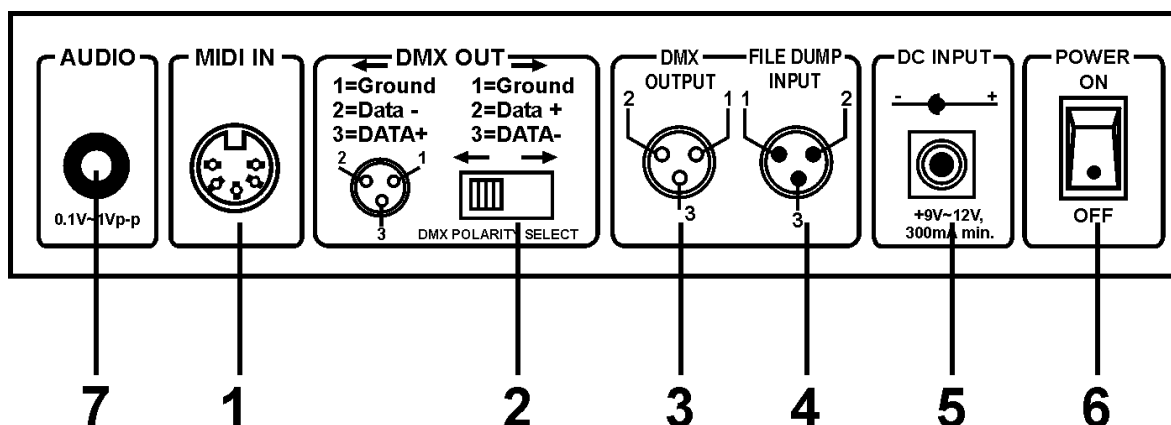 AUDIO
0.1V~1Vp-p
MIDI IN
DMX OUT
1=Ground 1=Ground
2=Data - 2=Data +
3=DATA+ 3=DATA-
2 1
3
DMX POLARITY SELECT
DMX FILE DUMP
OUTPUT INPUT
2 1 1 2
3 3
DC INPUT
- +
+9V~12V,
300mA min.
POWER
ON
OFF
7 1 2 3 4 5 6